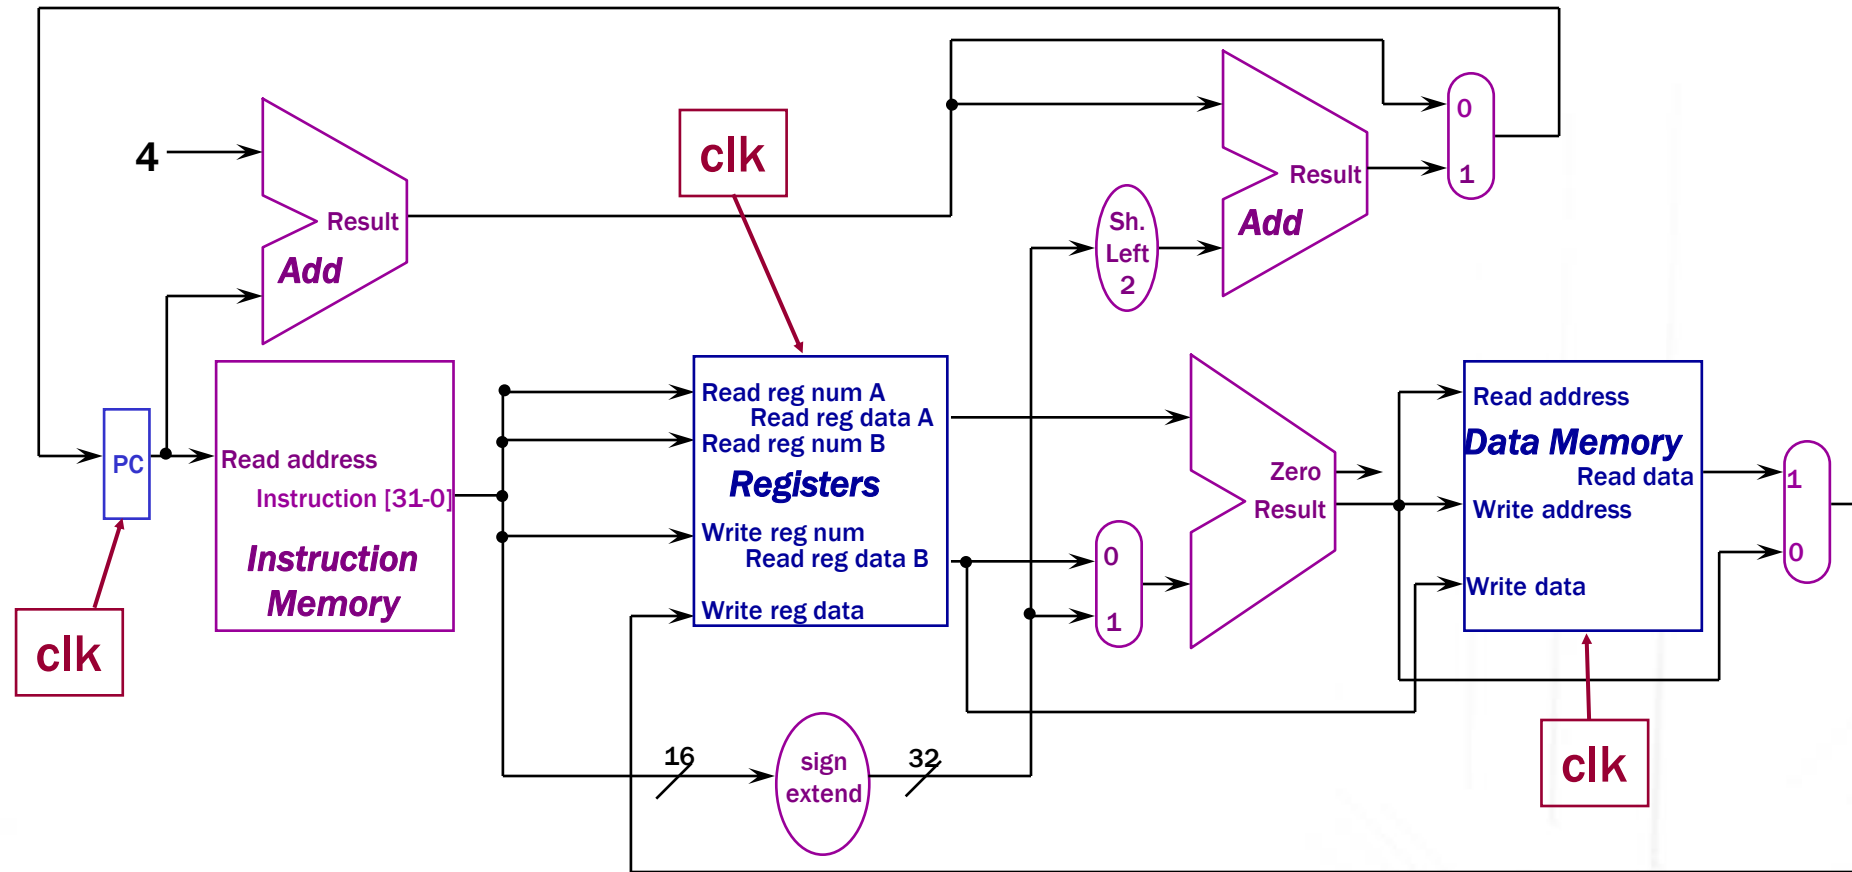 clk
0
4
Result
1
Result
Add
Sh.
Left
2
Add
Read reg num A
Read reg data A
Read reg num B
Registers
Write reg num
Read reg data B
Write reg data
PC
Read address
Instruction [31-0]
Instruction
Memory
Zero
Result
0
1
Read address
Data Memory
Read data
Write address
Write data
1
0
clk
16
sign
extend
32
clk